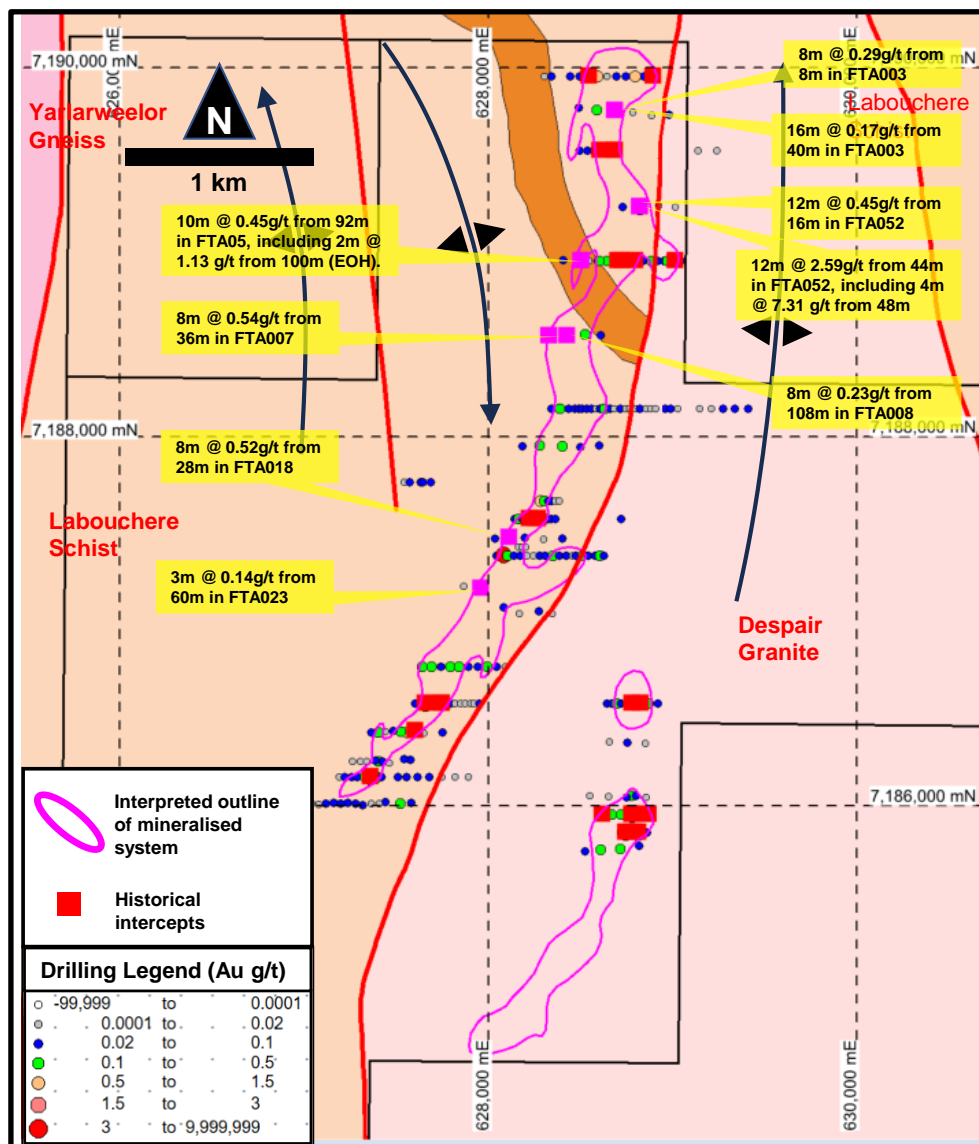 7,190,000 mN
626,000 mE
628,000 mE
Yarlarweelor
Gneiss
N
1 km
8m @ 0.29g/t from
8m in FTA003
Labouchere
16m @ 0.17g/t from
40m in FTA003
12m @ 0.45g/t from
16m in FTA052
10m @ 0.45g/t from 92m
in FTA05, including 2m @
1.13 g/t from 100m (EOH).
12m @ 2.59g/t from 44m
in FTA052, including 4m
@ 7.31 g/t from 48m
8m @ 0.54g/t from
36m in FTA007
8m @ 0.23g/t from
108m in FTA008
7,188,000 mN
7,188,000 mN
8m @ 0.52g/t from
28m in FTA018
Labouchere
Schist
3m @ 0.14g/t from
60m in FTA023
Despair
Granite
7,186,000 mN
Interpreted outline
of mineralised
system
Historical
intercepts
Drilling Legend (Au g/t)
-99,999 to 0.0001
0.0001 to 0.02
0.02 to 0.1
0.1 to 0.5
0.5 to 1.5
1.5 to 3
3 to 9,999,999
628,000 mE
630,000 mE